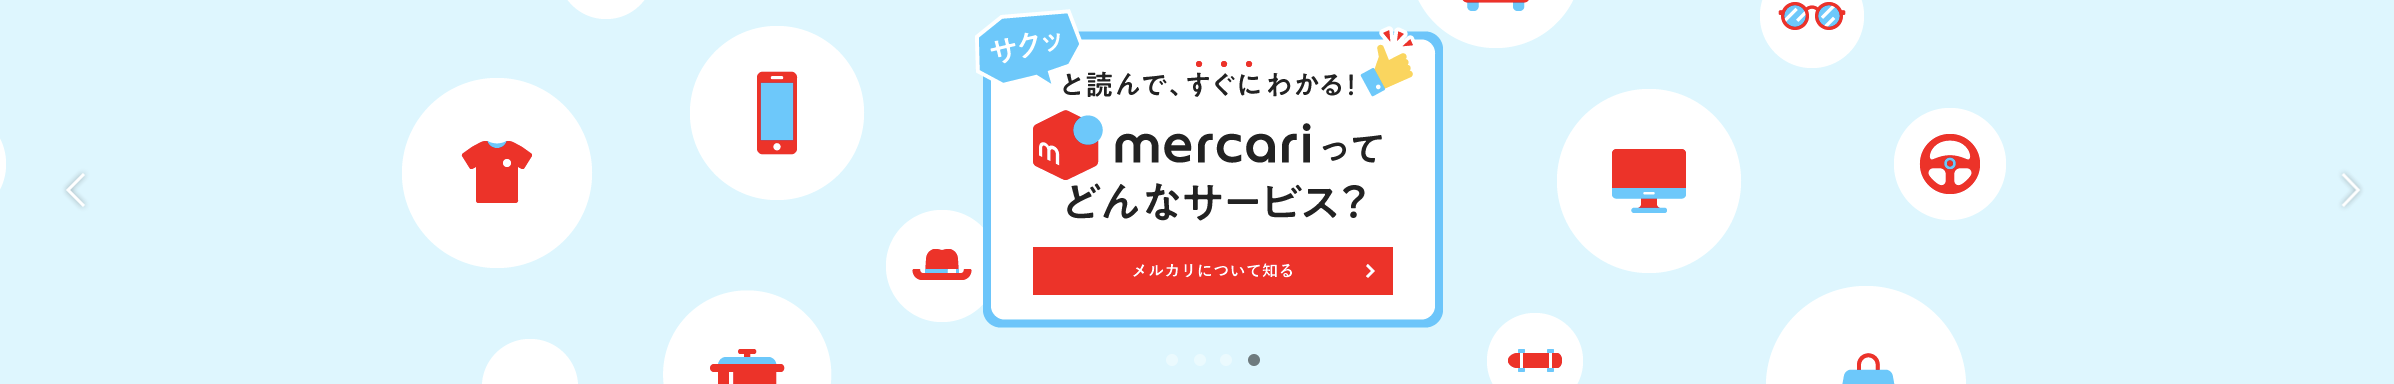 サクッ
と読んで、すぐにわかる!
m mercariって
どんなサービス?
メルカリについて知る